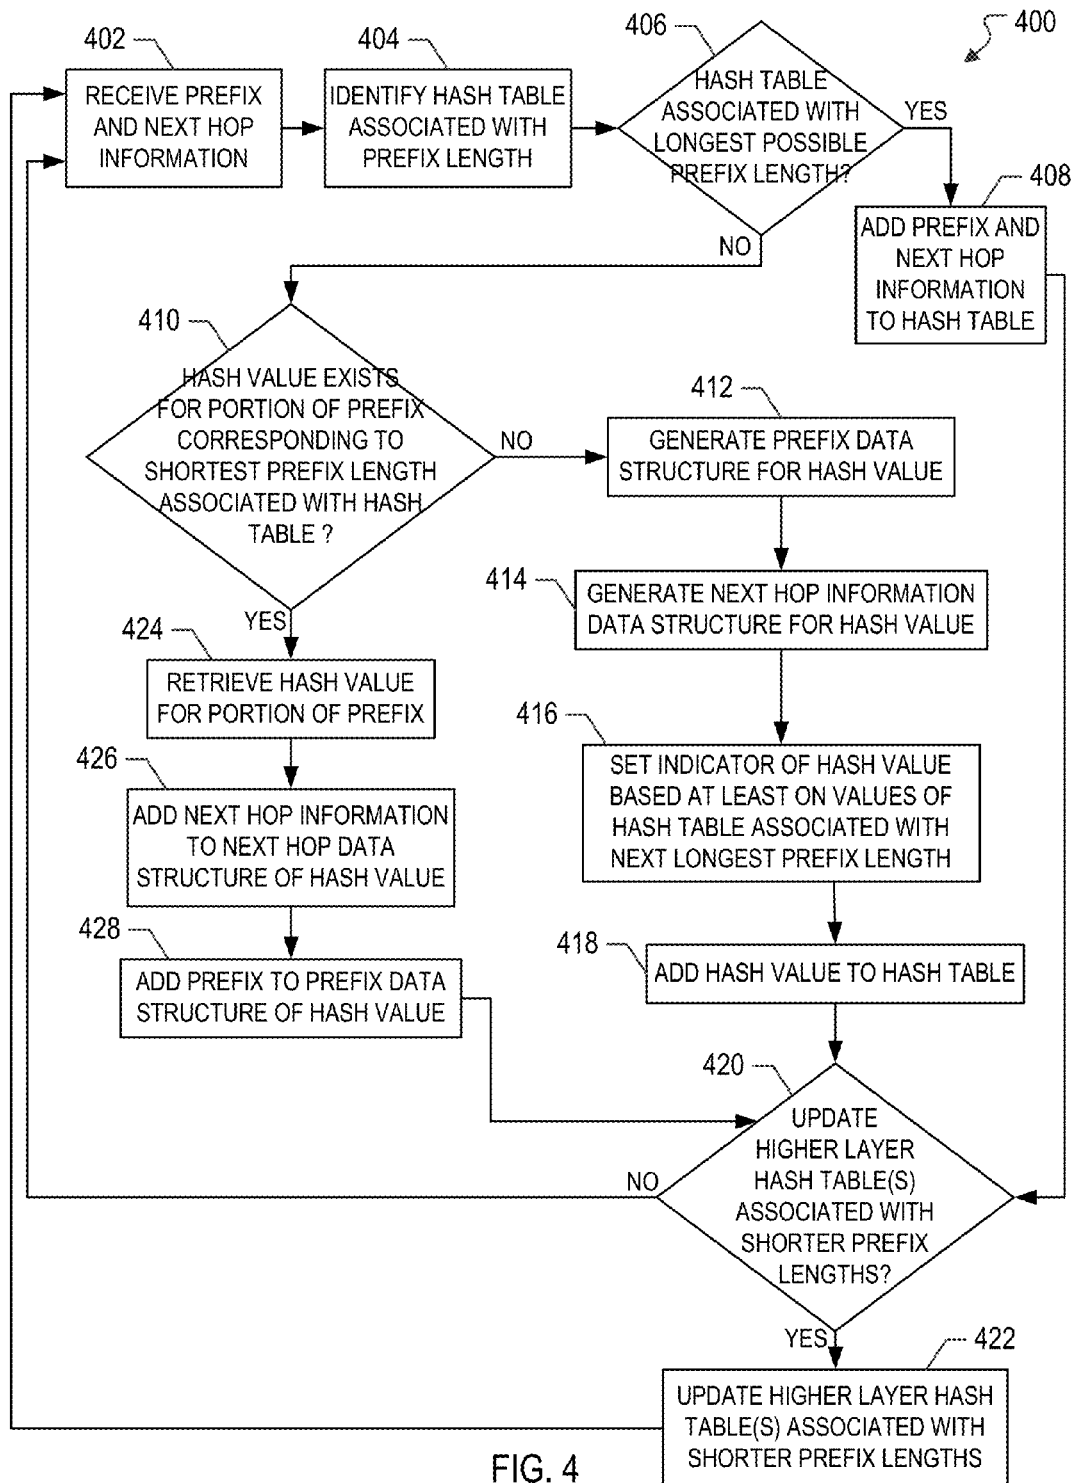 400
402
RECEIVE PREFIX
AND NEXT HOP
INFORMATION
404
IDENTIFY HASH TABLE
ASSOCIATED WITH
PREFIX LENGTH
406
HASH TABLE
ASSOCIATED WITH
LONGEST POSSIBLE
PREFIX LENGTH?
YES
NO
408
ADD PREFIX AND
NEXT HOP
INFORMATION
TO HASH TABLE
410
HASH VALUE EXISTS
FOR PORTION OF PREFIX
CORRESPONDING TO
SHORTEST PREFIX LENGTH
ASSOCIATED WITH HASH
TABLE ?
NO
YES
412
GENERATE PREFIX DATA
STRUCTURE FOR HASH VALUE
414
GENERATE NEXT HOP INFORMATION
DATA STRUCTURE FOR HASH VALUE
416
SET INDICATOR OF HASH VALUE
BASED AT LEAST ON VALUES OF
HASH TABLE ASSOCIATED WITH
NEXT LONGEST PREFIX LENGTH
418
ADD HASH VALUE TO HASH TABLE
424
RETRIEVE HASH VALUE
FOR PORTION OF PREFIX
426
ADD NEXT HOP INFORMATION
TO NEXT HOP DATA
STRUCTURE OF HASH VALUE
428
ADD PREFIX TO PREFIX DATA
STRUCTURE OF HASH VALUE
420
UPDATE
HIGHER LAYER
HASH TABLE(S)
ASSOCIATED WITH
SHORTER PREFIX
LENGTHS?
NO
YES
422
UPDATE HIGHER LAYER HASH
TABLE(S) ASSOCIATED WITH
SHORTER PREFIX LENGTHS
FIG. 4